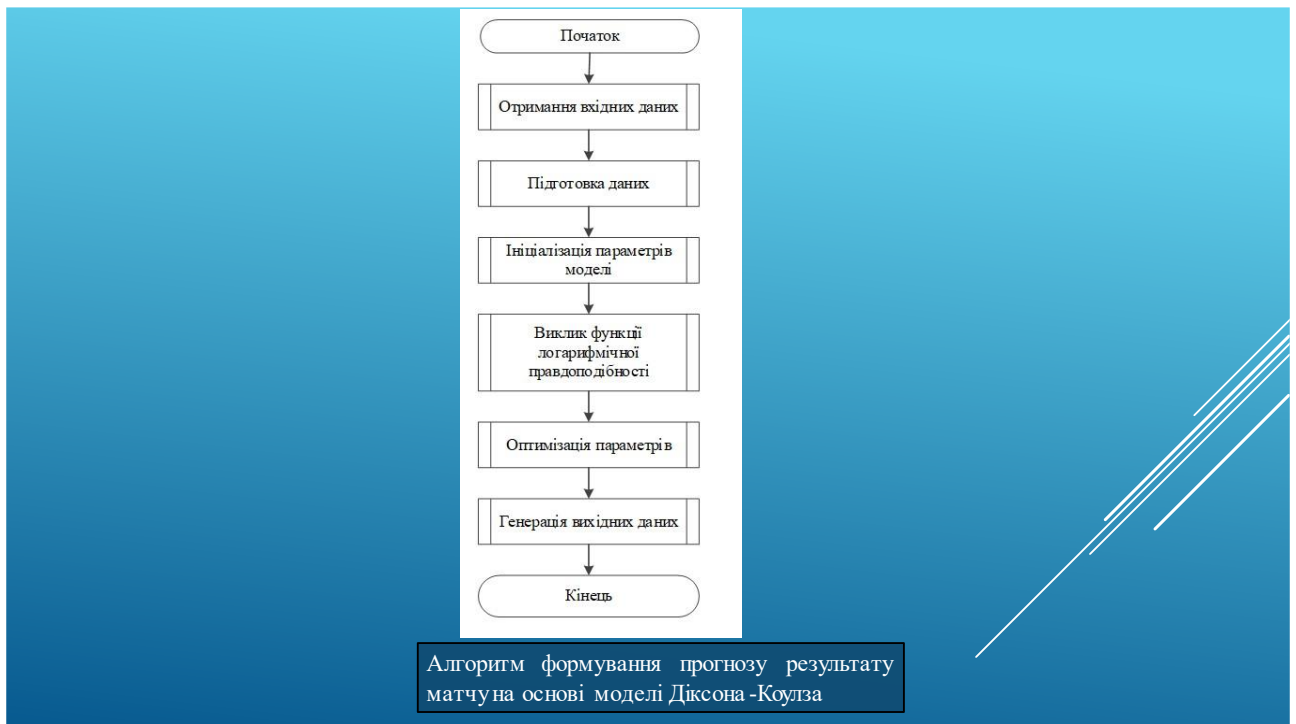 Початок
Отримання вхідних даних
Підготовка даних
Ініціалізація параметрів
моделі
Виклик функції
логарифмічної
правдоподібності
Оптимізація параметрів
Генерація вихідних даних
Кінець
Алгоритм формування прогнозу результату
матчу на основі моделі Діксона-Коулза